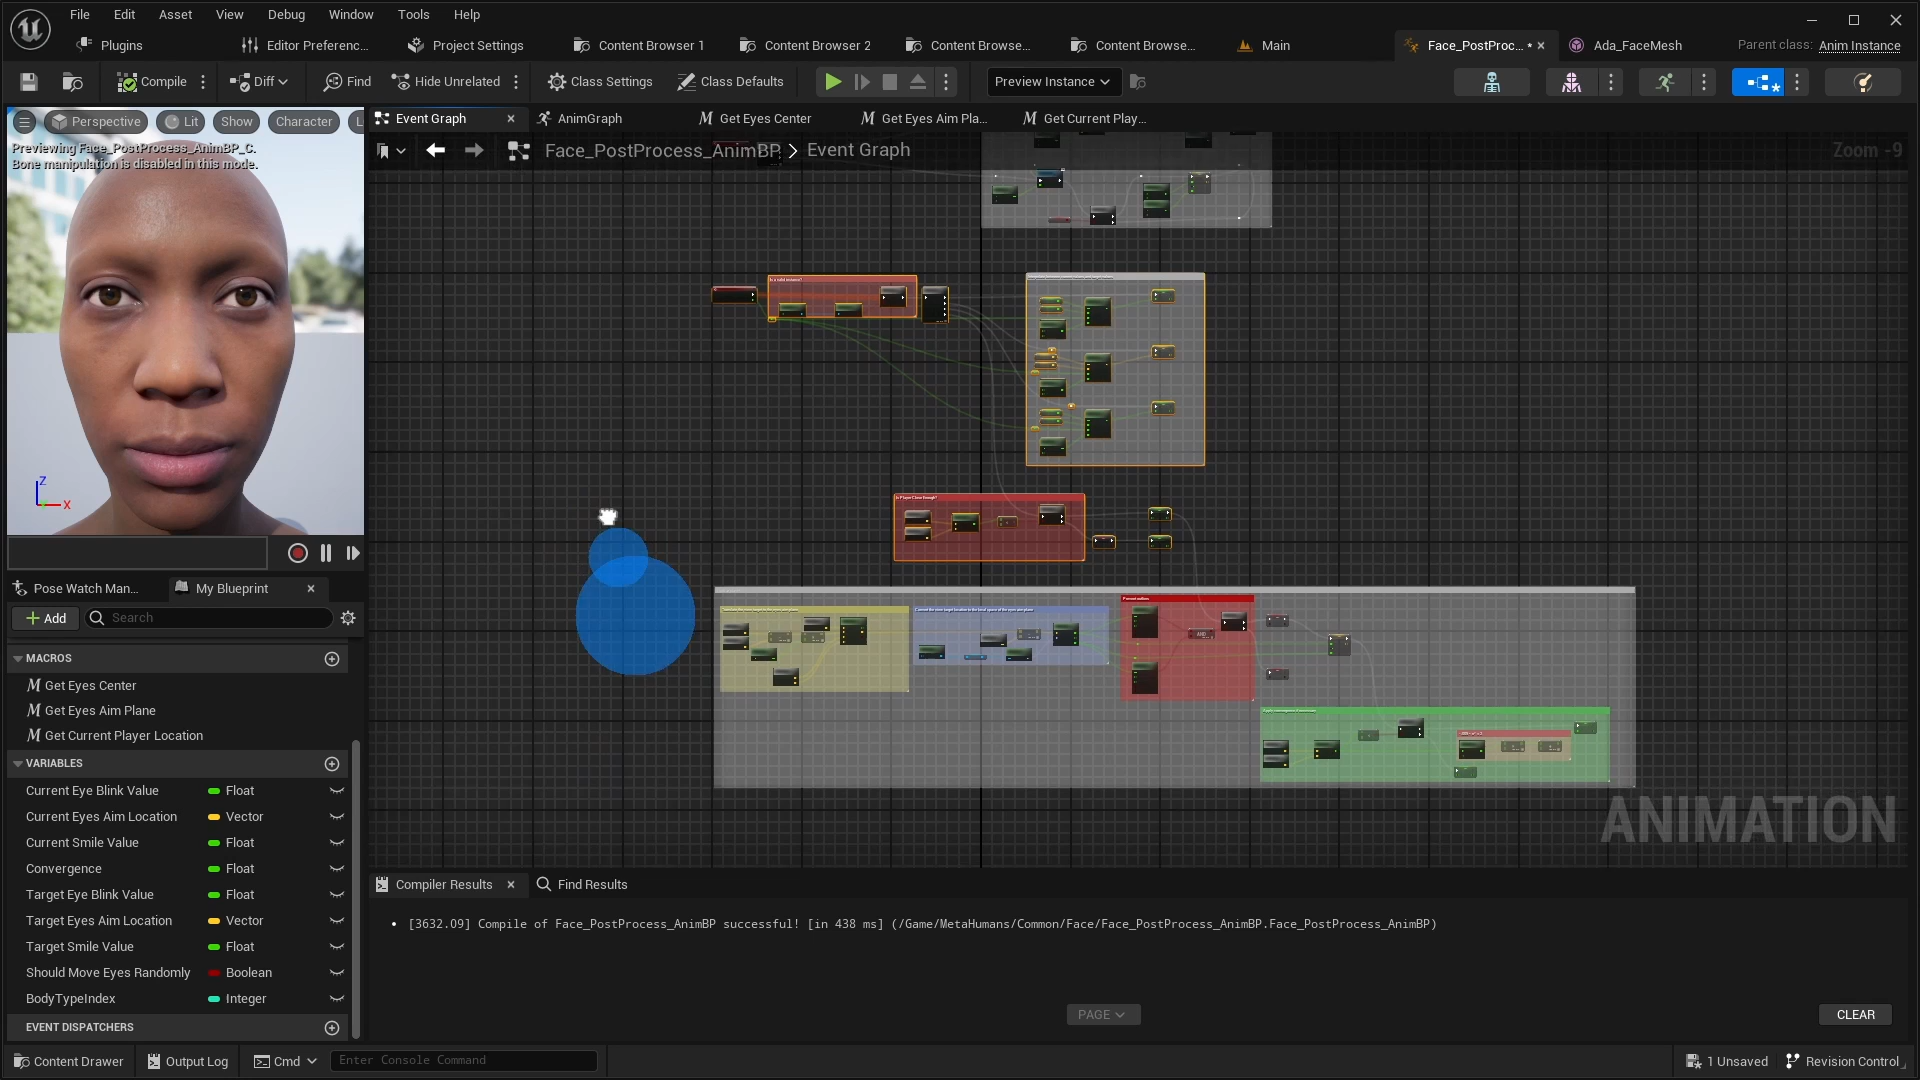 File Edit Asset View Debug Window Tools Help
Plugins Editor Preferenc... Project Settings Content Browser 1 Content Browser 2 Content Browse... Content Browse... Main Face_PostProc... * Ada_FaceMesh Parent class: Anim Instance
Compile Diff Find Hide Unrelated Class Settings Class Defaults Preview Instance
Perspective Lit Show Character L
Previewing Face_PostProcess_AnimBP_C.
Bone manipulation is disabled in this mode.
Z
X
Event Graph AnimGraph Get Eyes Center Get Eyes Aim Pla... Get Current Play...
Face_PostProcess_AnimBP > Event Graph
Zoom -9
Is a valid instance?
Is Player Close Enough?
AND
ANIMATION
Pose Watch Man... My Blueprint
Add Search
MACROS
Get Eyes Center
Get Eyes Aim Plane
Get Current Player Location
VARIABLES
Current Eye Blink Value Float
Current Eyes Aim Location Vector
Current Smile Value Float
Convergence Float
Target Eye Blink Value Float
Target Eyes Aim Location Vector
Target Smile Value Float
Should Move Eyes Randomly Boolean
BodyTypeIndex Integer
EVENT DISPATCHERS
Compiler Results Find Results
[3632.09] Compile of Face_PostProcess_AnimBP successful! [in 438 ms] (/Game/MetaHumans/Common/Face/Face_PostProcess_AnimBP.Face_PostProcess_AnimBP)
PAGE CLEAR
Content Drawer Output Log Cmd Enter Console Command 1 Unsaved Revision Control